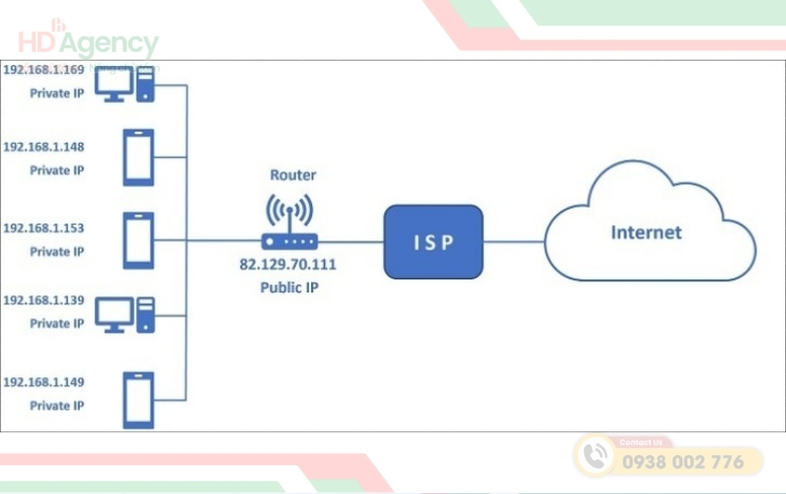 HD Agency
192.168.1.169
Private IP
192.168.1.148
Private IP
192.168.1.153
Private IP
192.168.1.139
Private IP
192.168.1.149
Private IP
Router
82.129.70.111
Public IP
ISP
Internet
Contact Us
0938 002 776